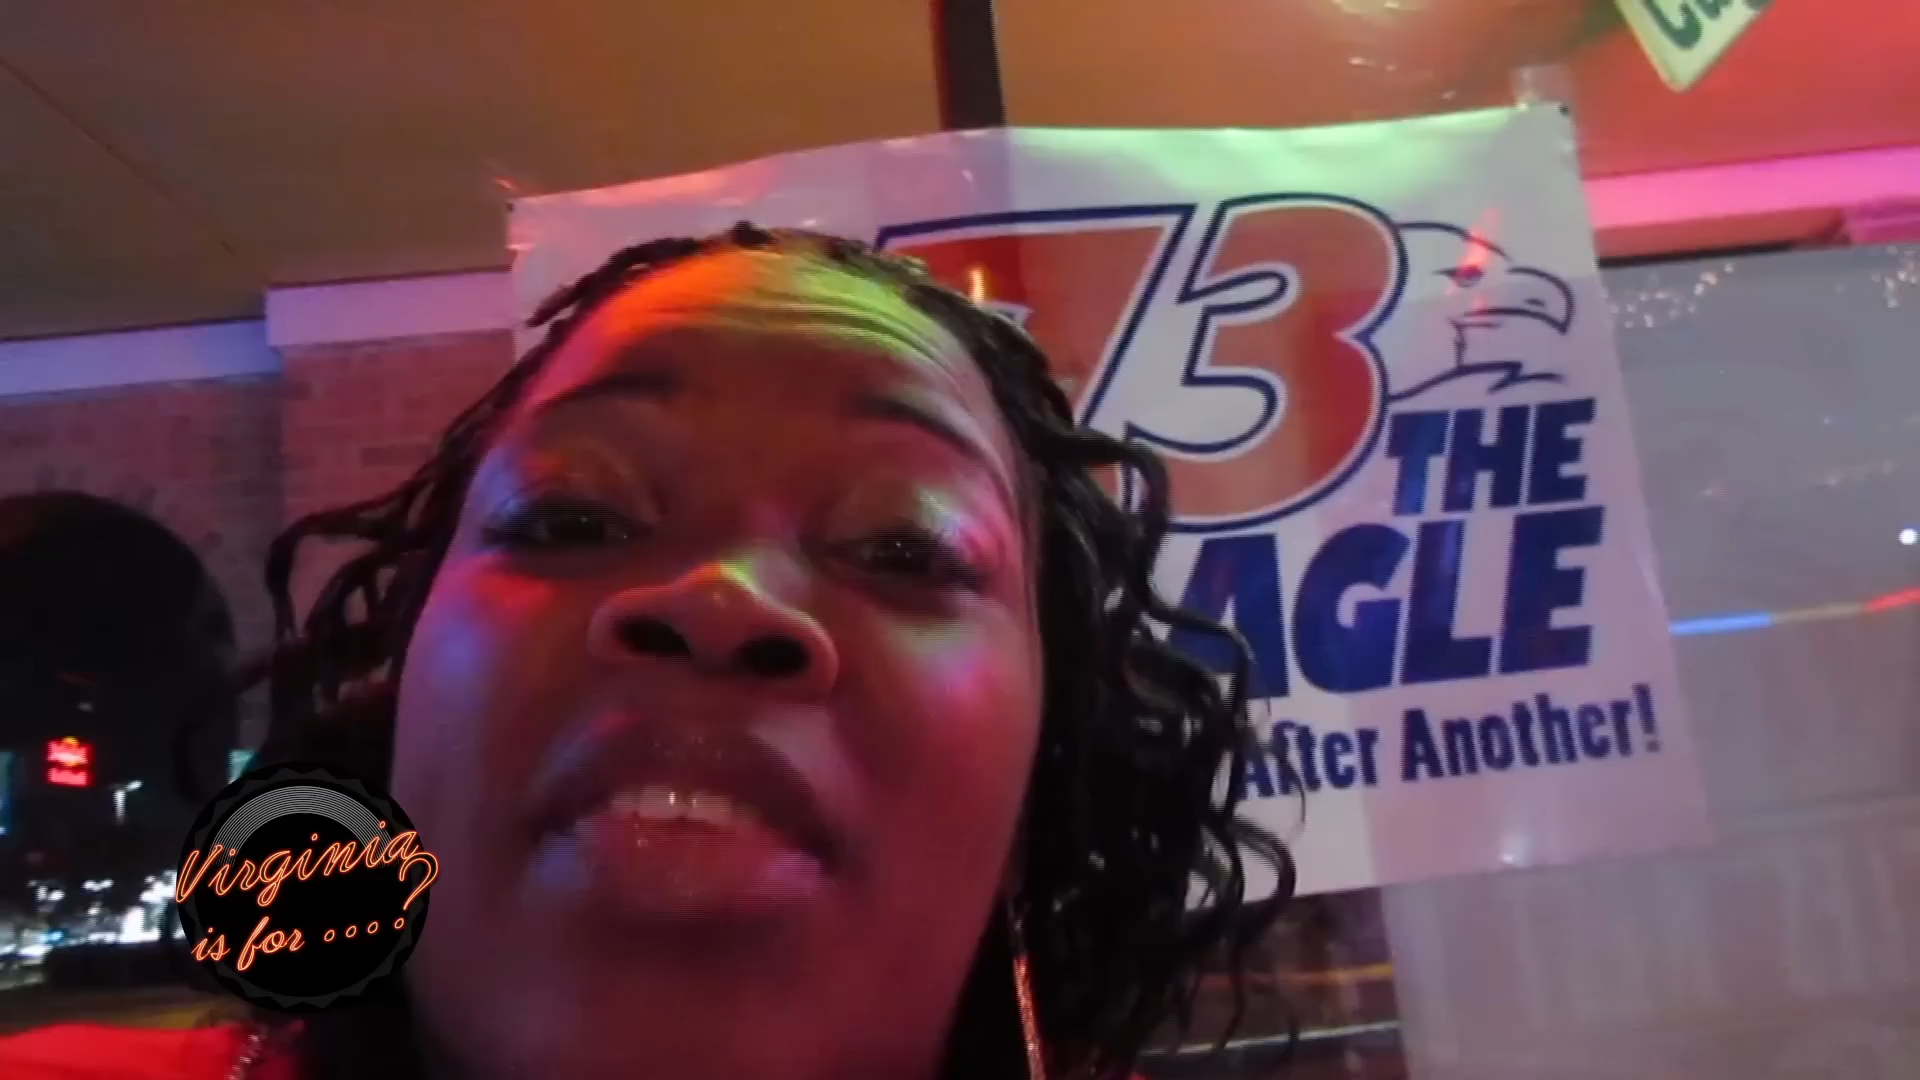 73
THE
AGLE
After Another!
Virginia
is for ....?